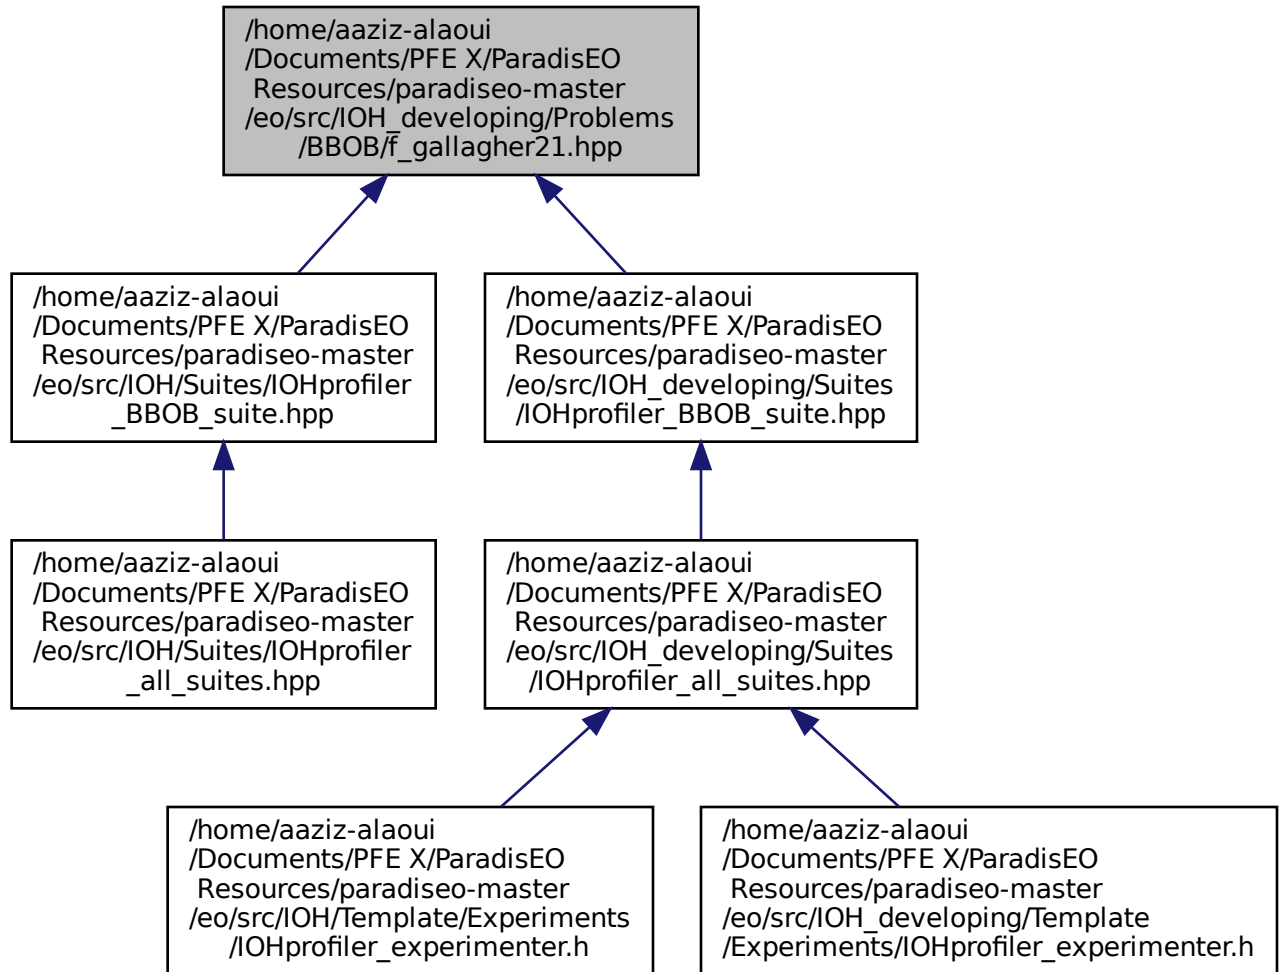 /home/aaziz-alaoui
/Documents/PFE X/ParadisEO
Resources/paradiseo-master
/eo/src/IOH_developing/Problems
/BBOB/f_gallagher21.hpp
/home/aaziz-alaoui
/Documents/PFE X/ParadisEO
Resources/paradiseo-master
/eo/src/IOH/Suites/IOHprofiler
_BBOB_suite.hpp
/home/aaziz-alaoui
/Documents/PFE X/ParadisEO
Resources/paradiseo-master
/eo/src/IOH_developing/Suites
/IOHprofiler_BBOB_suite.hpp
/home/aaziz-alaoui
/Documents/PFE X/ParadisEO
Resources/paradiseo-master
/eo/src/IOH/Suites/IOHprofiler
_all_suites.hpp
/home/aaziz-alaoui
/Documents/PFE X/ParadisEO
Resources/paradiseo-master
/eo/src/IOH_developing/Suites
/IOHprofiler_all_suites.hpp
/home/aaziz-alaoui
/Documents/PFE X/ParadisEO
Resources/paradiseo-master
/eo/src/IOH/Template/Experiments
/IOHprofiler_experimenter.h
/home/aaziz-alaoui
/Documents/PFE X/ParadisEO
Resources/paradiseo-master
/eo/src/IOH_developing/Template
/Experiments/IOHprofiler_experimenter.h